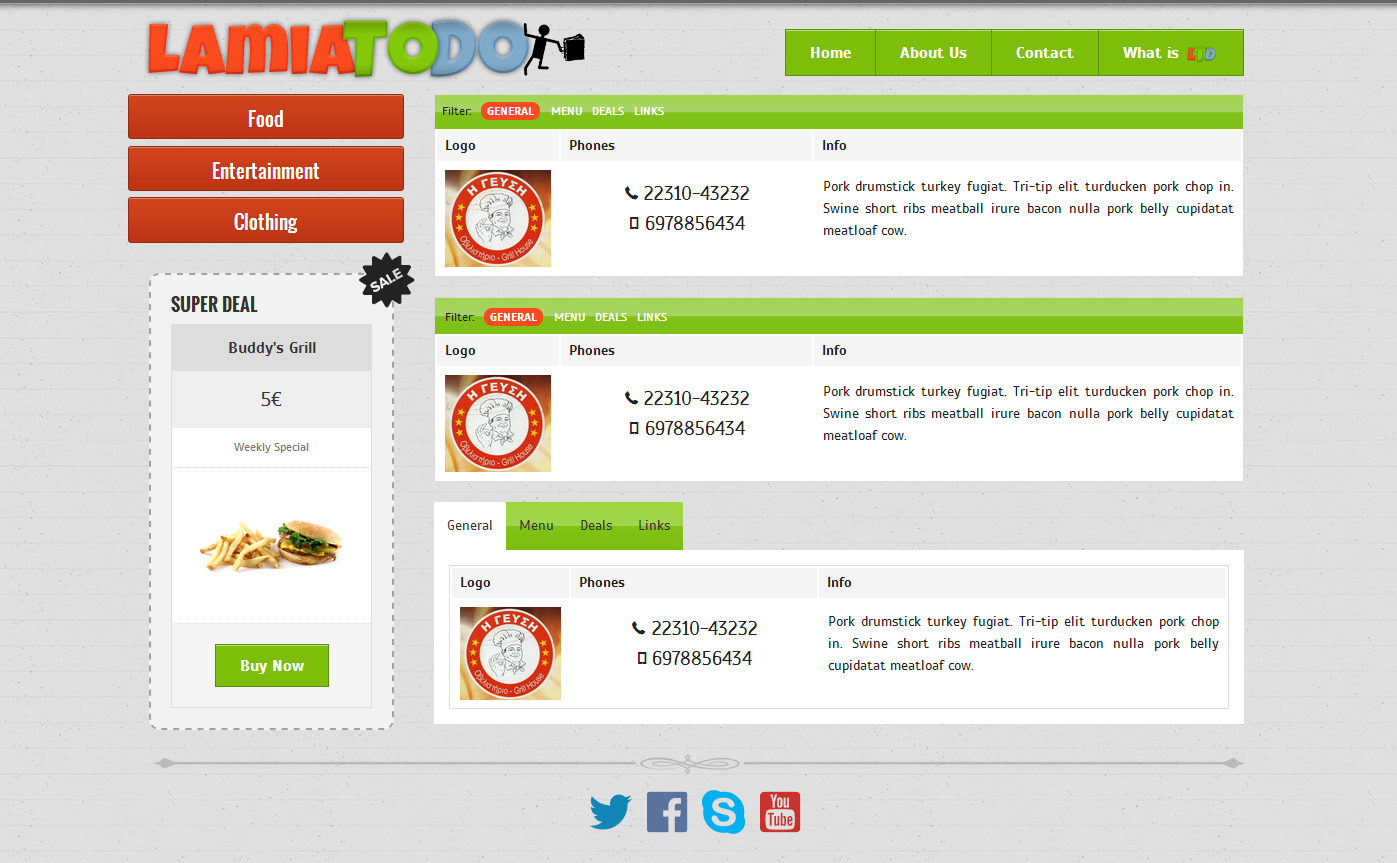 LAMIATODO
Home About Us Contact What is LTD
Food
Entertainment
Clothing
SALE
SUPER DEAL
Buddy's Grill
5€
Weekly Special
Buy Now
Filter: GENERAL MENU DEALS LINKS
Logo Phones Info
Η ΓΕΥΣΗ
Οβελιστήριο - Grill House
22310-43232
6978856434
Pork drumstick turkey fugiat. Tri-tip elit turducken pork chop in.
Swine short ribs meatball irure bacon nulla pork belly cupidatat
meatloaf cow.
Filter: GENERAL MENU DEALS LINKS
Logo Phones Info
Η ΓΕΥΣΗ
Οβελιστήριο - Grill House
22310-43232
6978856434
Pork drumstick turkey fugiat. Tri-tip elit turducken pork chop in.
Swine short ribs meatball irure bacon nulla pork belly cupidatat
meatloaf cow.
General Menu Deals Links
Logo Phones Info
Η ΓΕΥΣΗ
Οβελιστήριο - Grill House
22310-43232
6978856434
Pork drumstick turkey fugiat. Tri-tip elit turducken pork chop
in. Swine short ribs meatball irure bacon nulla pork belly
cupidatat meatloaf cow.
You
Tube